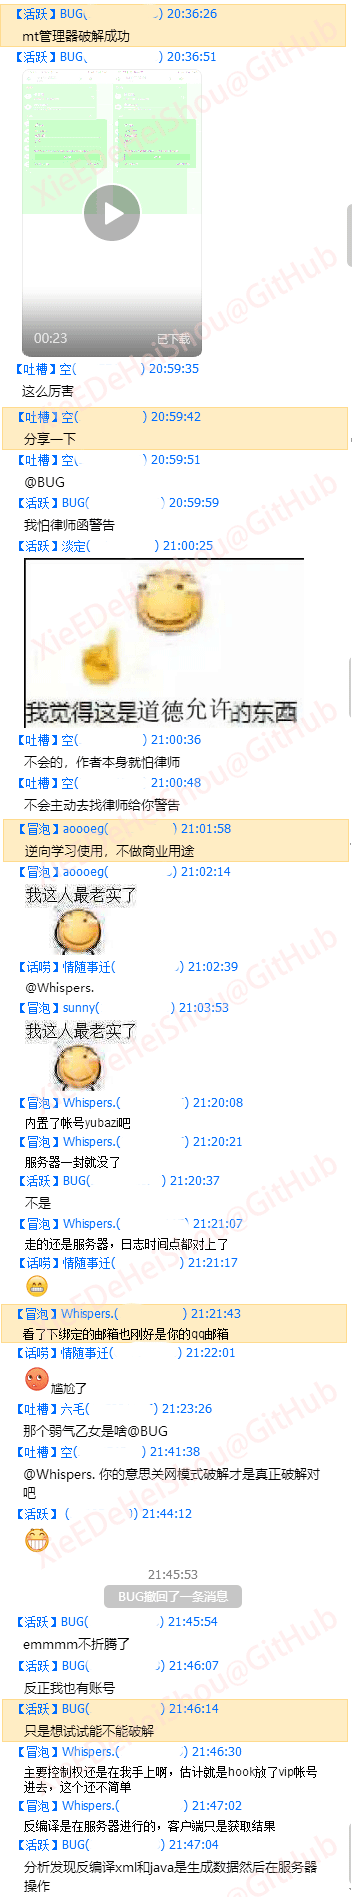 【活跃】BUG( ) 20:36:26
mt管理器破解成功
【活跃】BUG( ) 20:36:51
00:23 已下载
【吐槽】空( ) 20:59:35
这么厉害
【吐槽】空( ) 20:59:42
分享一下
【吐槽】空( ) 20:59:51
@BUG
【活跃】BUG( ) 20:59:59
我怕律师函警告
【活跃】淡定( ) 21:00:25
我觉得这是道德允许的东西
【吐槽】空( ) 21:00:36
不会的，作者本身就怕律师
【吐槽】空( 21:00:48
不会主动去找律师给你警告
【冒泡】aoooeg( ) 21:01:58
逆向学习使用，不做商业用途
【冒泡】aoooeg( ) 21:02:14
我这人最老实了
【话唠】情随事迁( ) 21:02:39
@Whispers.
【冒泡】sunny( ) 21:03:53
我这人最老实了
【冒泡】Whispers.( ) 21:20:08
内置了帐号yubazi吧
【冒泡】Whispers.( ) 21:20:21
服务器一封就没了
【活跃】BUG( ) 21:20:37
不是
【冒泡】Whispers.( ) 21:21:07
走的还是服务器，日志时间点都对上了
【话唠】情随事迁( ) 21:21:17
【冒泡】Whispers.( ) 21:21:43
看了下绑定的邮箱也刚好是你的qq邮箱
【话唠】情随事迁( ) 21:22:01
尴尬了
【吐槽】六毛( ) 21:23:26
那个弱气乙女是啥@BUG
【吐槽】空( ) 21:41:38
@Whispers. 你的意思关网模式破解才是真正破解对
吧
【活跃】 ( ) 21:44:12
21:45:53
BUG撤回了一条消息
【活跃】BUG( ) 21:45:54
emmmm不折腾了
【活跃】BUG( ) 21:46:07
反正我也有账号
【活跃】BUG( ) 21:46:14
只是想试试能不能破解
【冒泡】Whispers.( ) 21:46:30
主要控制权还是在我手上啊，估计就是hook放了vip帐号
进去，这个还不简单
【冒泡】Whispers.( ) 21:47:02
反编译是在服务器进行的，客户端只是获取结果
【活跃】BUG( ) 21:47:04
分析发现反编译xml和java是生成数据然后在服务器
操作
XieEDeHeiShou@GitHub
XieEDeHeiShou@GitHub
XieEDeHeiShou@GitHub
XieEDeHeiShou@GitHub
XieEDeHeiShou@GitHub
XieEDeHeiShou@GitHub
XieEDeHeiShou@GitHub
XieEDeHeiShou@GitHub